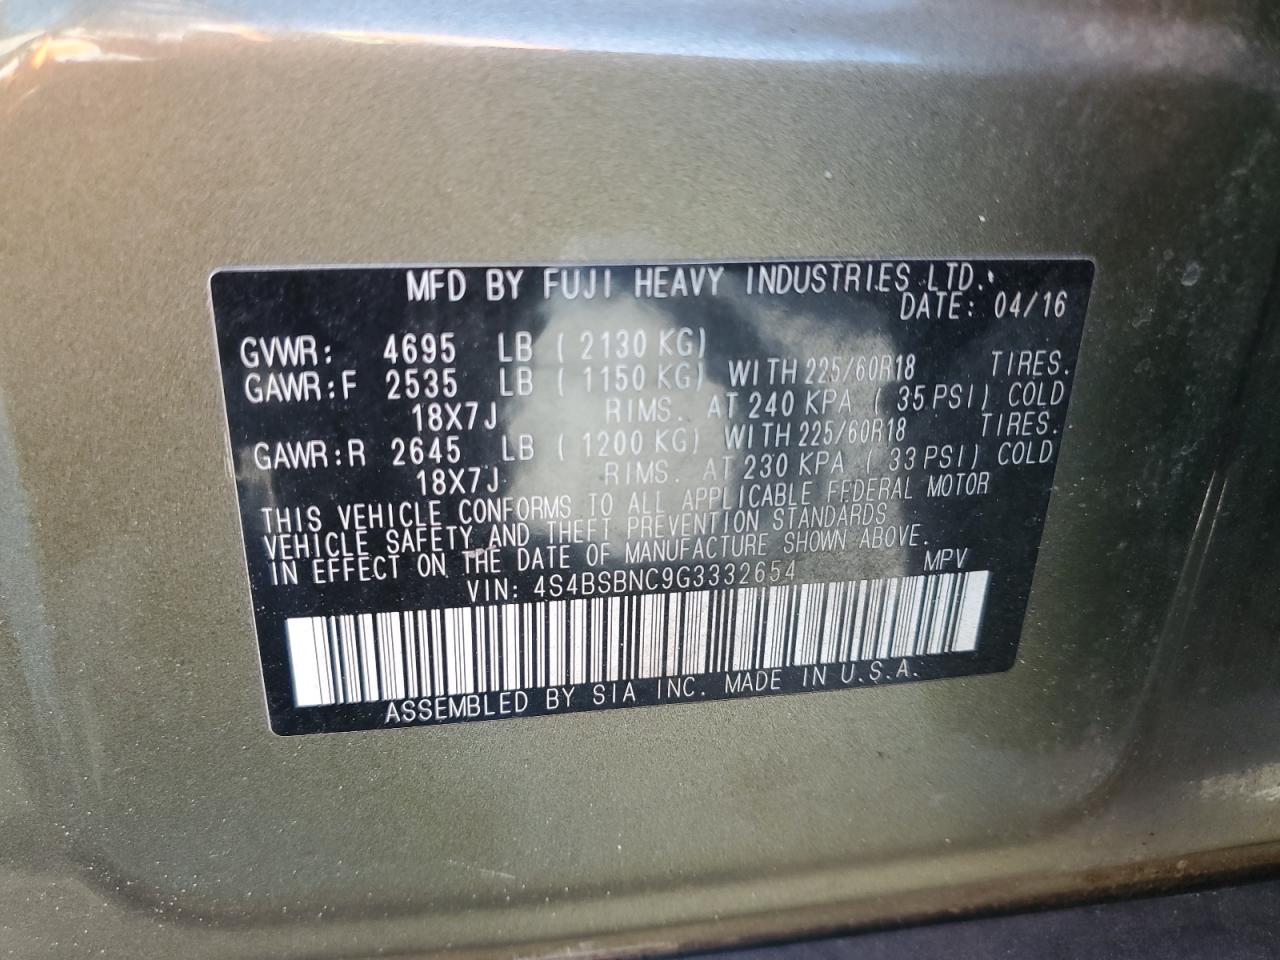 MFD BY FUJI HEAVY INDUSTRIES LTD.
DATE: 04/16
GVWR: 4695 LB ( 2130 KG)
GAWR:F 2535 LB ( 1150 KG) WITH 225/60R18 TIRES.
18X7J RIMS. AT 240 KPA ( 35 PSI) COLD
GAWR:R 2645 LB ( 1200 KG) WITH 225/60R18 TIRES.
18X7J RIMS. AT 230 KPA ( 33 PSI) COLD
THIS VEHICLE CONFORMS TO ALL APPLICABLE FEDERAL MOTOR
VEHICLE SAFETY AND THEFT PREVENTION STANDARDS
IN EFFECT ON THE DATE OF MANUFACTURE SHOWN ABOVE.
VIN: 4S4BSBNC9G3332654 MPV
ASSEMBLED BY SIA INC. MADE IN U.S.A.